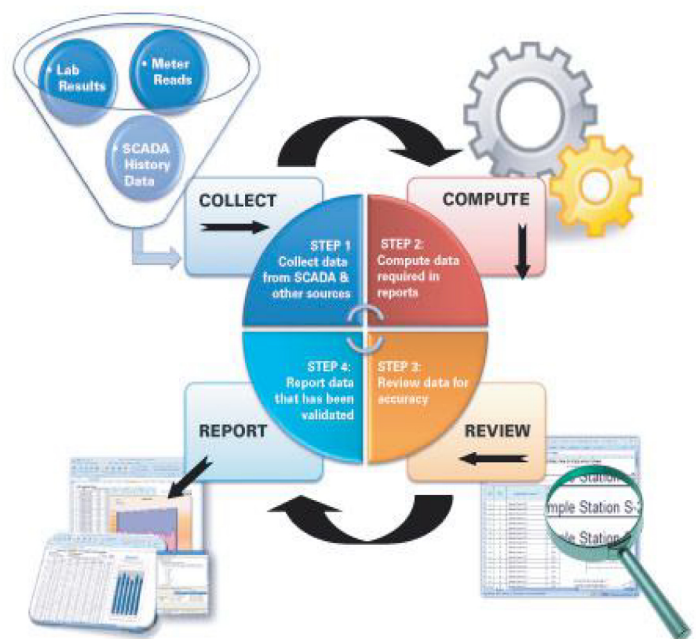 • Lab
Results
• Meter
Reads
• SCADA
History
Data
COLLECT
COMPUTE
STEP 1
Collect data
from SCADA &
other sources
STEP 2:
Compute data
required in
reports
STEP 4:
Report data
that has been
validated
STEP 3:
Review data for
accuracy
REPORT
REVIEW
Station
mple Station S-
ple Station